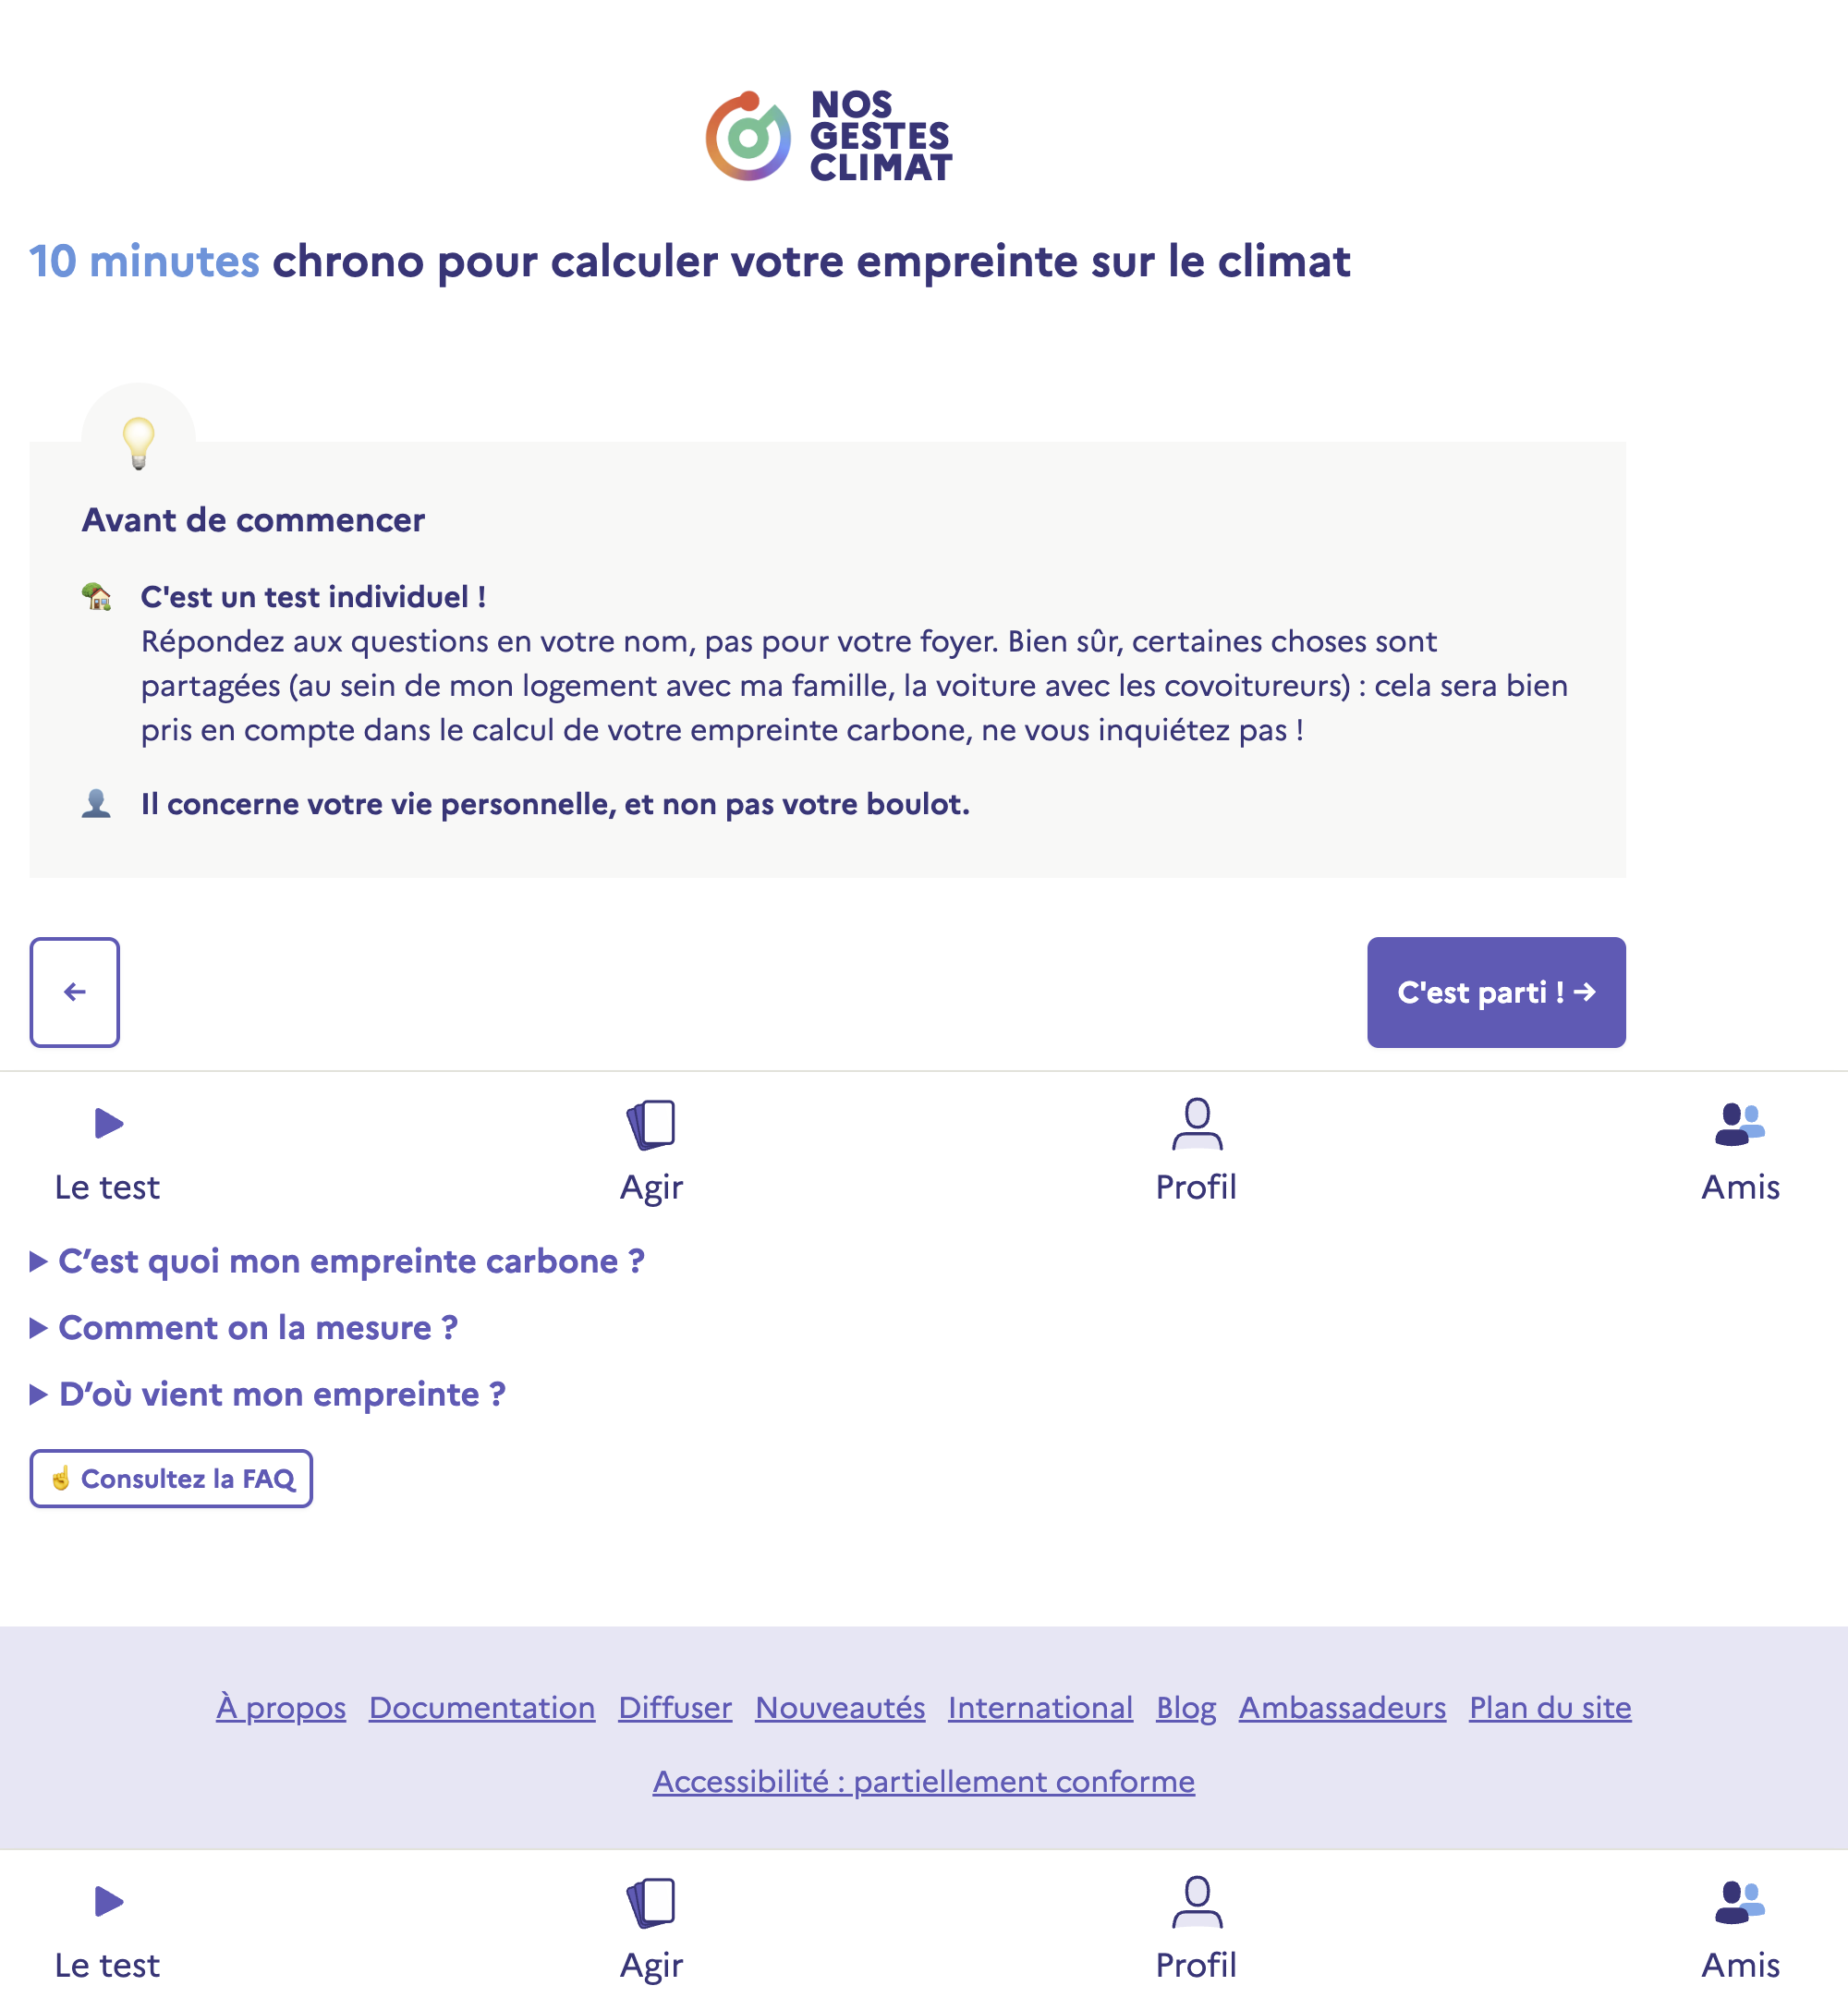 NOS
GESTES
CLIMAT
10 minutes chrono pour calculer votre empreinte sur le climat
Avant de commencer
C'est un test individuel !
Répondez aux questions en votre nom, pas pour votre foyer. Bien sûr, certaines choses sont
partagées (au sein de mon logement avec ma famille, la voiture avec les covoitureurs) : cela sera bien
pris en compte dans le calcul de votre empreinte carbone, ne vous inquiétez pas !
Il concerne votre vie personnelle, et non pas votre boulot.
← C'est parti ! →
Le test Agir Profil Amis
▶ C’est quoi mon empreinte carbone ?
▶ Comment on la mesure ?
▶ D’où vient mon empreinte ?
☝ Consultez la FAQ
À propos Documentation Diffuser Nouveautés International Blog Ambassadeurs Plan du site
Accessibilité : partiellement conforme
Le test Agir Profil Amis